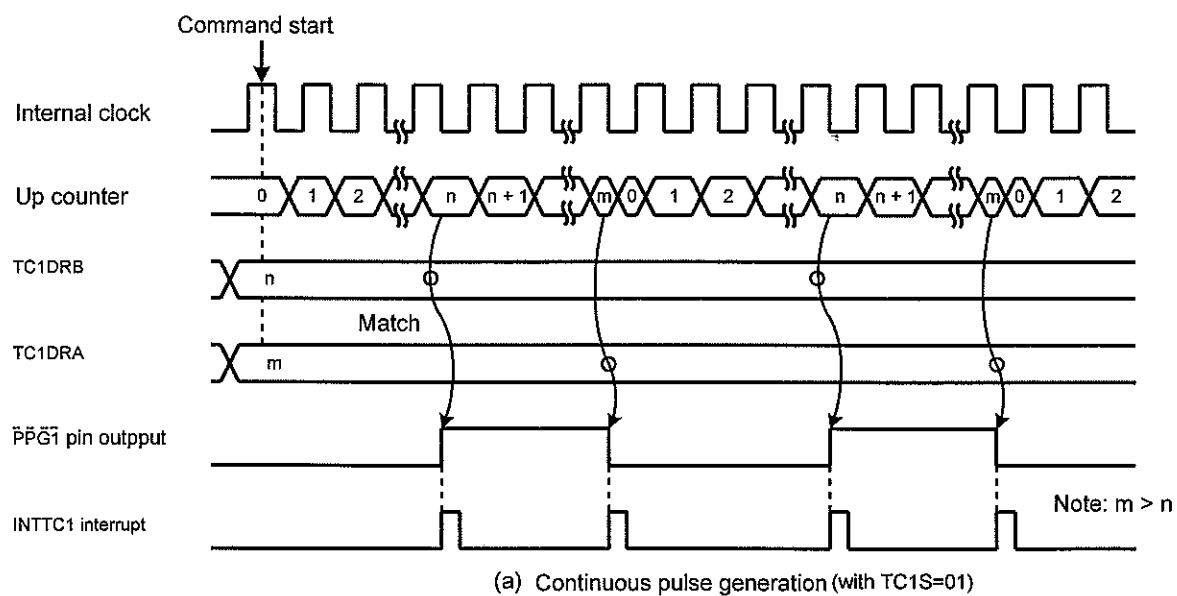 Command start
Internal clock
Up counter 0 1 2 n n + 1 m 0 1 2 n n + 1 m 0 1 2
TC1DRB n
Match
TC1DRA m
PPG1 pin outpput
Note: m > n
INTTC1 interrupt
(a) Continuous pulse generation (with TC1S=01)